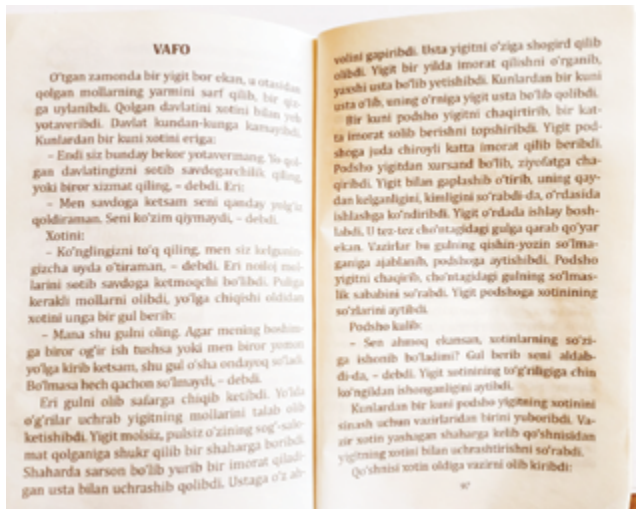 VAFO
O'tgan zamonda bir yigit bor ekan, u otasidan
qolgan mollarning yarmini sarf qilib, bir qiz-
ga uylanibdi. Qolgan davlatini xotini bilan yeb
yotaveribdi. Davlat kundan-kunga kamayibdi.
Kunlardan bir kuni xotini eriga:
– Endi siz bunday bekor yotavermang. Yo qol-
gan davlatingizni sotib savdogarchilik qiling,
yoki biror xizmat qiling, – debdi. Eri:
– Men savdoga ketsam seni qanday yolg'iz
qoldiraman. Seni ko'zim qiymaydi, – debdi.
Xotini:
– Ko'nglingizni to'q qiling, men siz kelgunin-
gizcha uyda o'tiraman, – debdi. Eri noiloj mol-
larini sotib savdoga ketmoqchi bo'libdi. Puliga
kerakli mollarni olibdi, yo'lga chiqishi oldidan
xotini unga bir gul berib:
– Mana shu gulni oling. Agar mening boshim-
ga biror og'ir ish tushsa yoki men biror yomon
yo'lga kirib ketsam, shu gul o'sha ondayoq so'ladi.
Bo'lmasa hech qachon so'lmaydi, – debdi.
Eri gulni olib safarga chiqib ketibdi. Yo'lda
o'g'rilar uchrab yigitning mollarini talab olib
ketishibdi. Yigit molsiz, pulsiz o'zining sog'-sala-
mat qolganiga shukr qilib bir shaharga boribdi.
Shaharda sarson bo'lib yurib bir imorat qiladi-
gan usta bilan uchrashib qolibdi. Ustaga o'z ah-
volini gapiribdi. Usta yigitni o'ziga shogird qilib
olibdi. Yigit bir yilda imorat qilishni o'rganib,
yaxshi usta bo'lib yetishibdi. Kunlardan bir kuni
usta o'lib, uning o'rniga yigit usta bo'lib qolibdi.
Bir kuni podsho yigitni chaqirtirib, bir kat-
ta imorat solib berishni topshiribdi. Yigit pod-
shoga juda chiroyli katta imorat qilib beribdi.
Podsho yigitdan xursand bo'lib, ziyofatga cha-
qiribdi. Yigit bilan gaplashib o'tirib, uning qay-
dan kelganligini, kimligini so'rabdi-da, o'rdasida
ishlashga ko'ndiribdi. Yigit o'rdada ishlay bosh-
labdi. U tez-tez cho'ntagidagi gulga qarab qo'yar
ekan. Vazirlar bu gulning qishin-yozin so'lma-
ganiga ajablanib, podshoga aytishibdi. Podsho
yigitni chaqirib, cho'ntagidagi gulning so'lmas-
lik sababini so'rabdi. Yigit podshoga xotinining
so'zlarini aytibdi.
Podsho kulib:
– Sen ahmoq ekansan, xotinlarning so'zi-
ga ishonib bo'ladimi? Gul berib seni aldab-
di-da, – debdi. Yigit xotinining to'g'riligiga chin
ko'ngildan ishonganligini aytibdi.
Kunlardan bir kuni podsho yigitning xotinini
sinash uchun vazirlaridan birini yuboribdi. Va-
zir xotin yashagan shaharga kelib qo'shnisidan
yigitning xotini bilan uchrashtirishni so'rabdi.
Qo'shnisi xotin oldiga vazirni olib kiribdi: